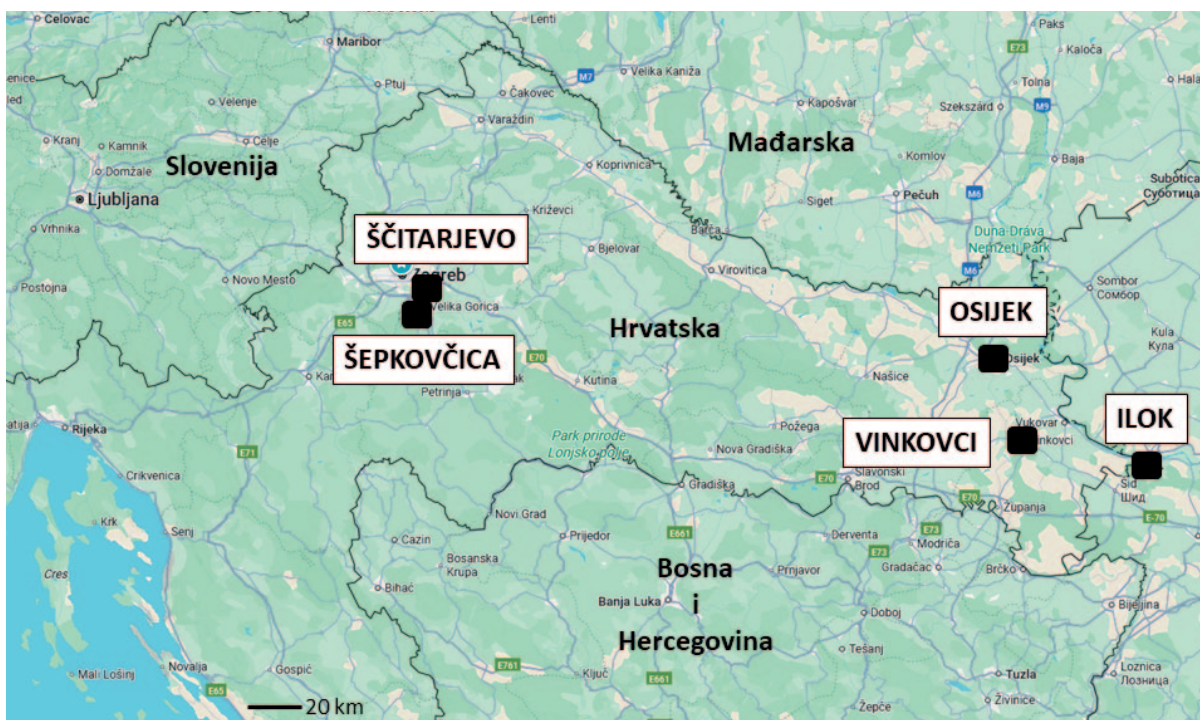 Celovec
Lenti
Paks
E73
Kaloča
Maribor
M7
Velika Kaniža
Tolna
Ptuj
Čakovec
Kapošvar
Szekszárd
M9
Velenje
Varaždin
Mađarska
Kranj
Kamnik
Celje
Domžale
Slovenija
Koprivnica
Komlov
Baja
Subotica
Суботица
Ljubljana
M6
Pečuh
Siget
Vrhnika
Križevci
Barča
Duna-Dráva
Nemzeti Park
ŠČITARJEVO
Bjelovar
Virovitica
M6
Zagreb
Novo Mesto
Sombor
Сомбор
Postojna
Velika Gorica
OSIJEK
E65
Hrvatska
Kula
Кула
ŠEPKOVČICA
E70
Osijek
Našice
Kutina
Petrinja
ILOK
Rijeka
Požega
Vukovar
VINKOVCI
Park prirode
Lonjsko polje
Nova Gradiška
E71
Crikvenica
Slavonski
Brod
E70
Gradiška
E70
Šid
Шид
E-70
Županja
Krk
Senj
Novi Grad
E661
Prijedor
Derventa
E73
Modriča
Cazin
Bosanska
Krupa
E73
Cres
Bosna
i
Hercegovina
Prnjavor
Gradačac
Brčko
Bihać
Banja Luka
Bijeljina
Doboj
Tešanj
Mali Lošinj
Novalja
Gospić
E761
Ključ
E661
Tuzla
Loznica
Лозница
E65
20 km
Žepče
Živinice